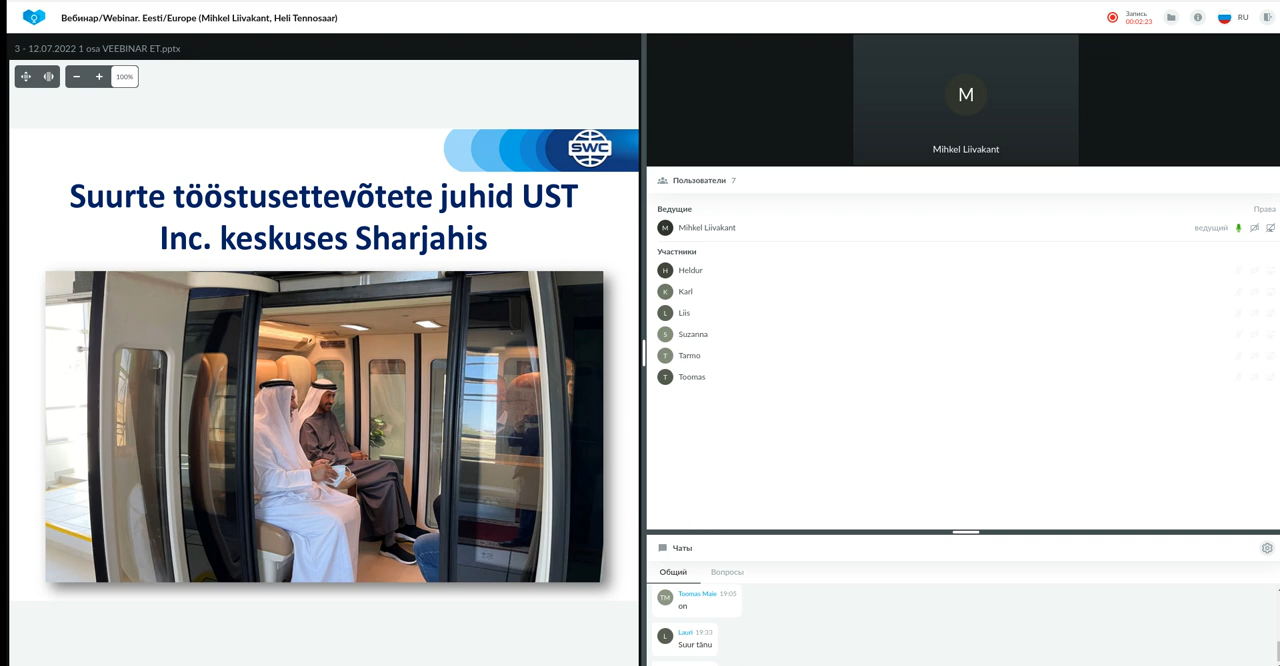 Вебинар/Webinar. Eesti/Europe (Mihkel Liivakant, Heli Tennosaar)
Запись
00:02:23
RU
3 - 12.07.2022 1 osa VEEBINAR ET.pptx
100%
SWC
Suurte tööstusettevõtete juhid UST
Inc. keskuses Sharjahis
M
Mihkel Liivakant
Пользователи 7
Ведущие Права
M Mihkel Liivakant ведущий
Участники
H Heldur
K Karl
L Liis
S Suzanna
T Tarmo
T Toomas
Чаты
Общий Вопросы
TM Toomas Maie 19:05
on
L Lauri 19:33
Suur tänu